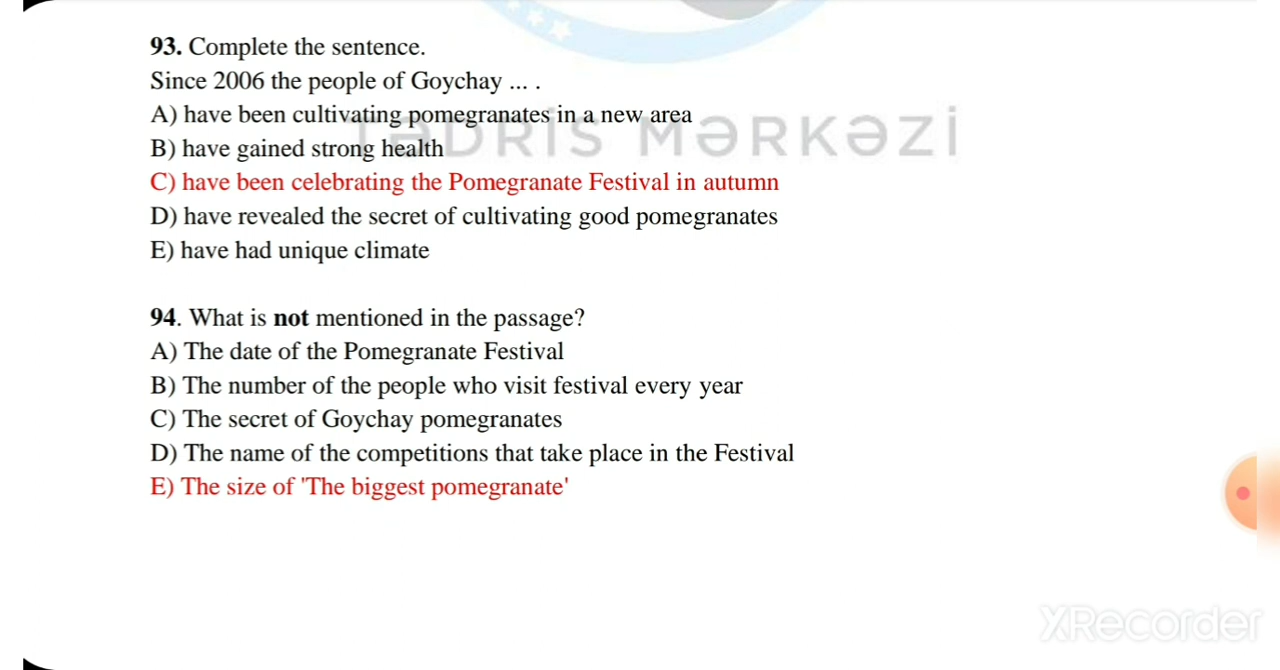 93. Complete the sentence.
Since 2006 the people of Goychay ... .
A) have been cultivating pomegranates in a new area
TƏDRİS MƏRKƏZİ
B) have gained strong health
C) have been celebrating the Pomegranate Festival in autumn
D) have revealed the secret of cultivating good pomegranates
E) have had unique climate
94. What is not mentioned in the passage?
A) The date of the Pomegranate Festival
B) The number of the people who visit festival every year
C) The secret of Goychay pomegranates
D) The name of the competitions that take place in the Festival
E) The size of 'The biggest pomegranate'
XRecorder